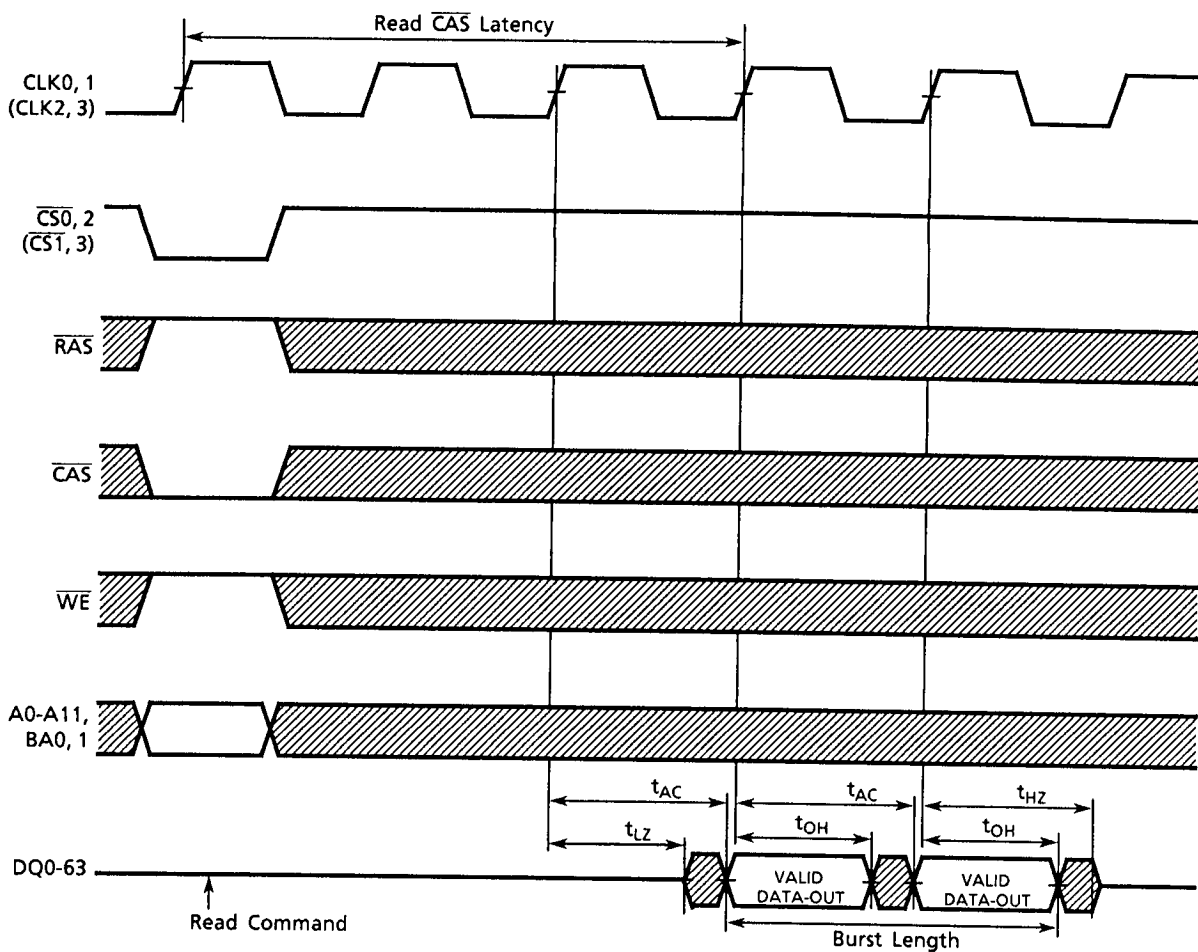 Read CAS Latency
CLK0, 1
(CLK2, 3)
CS0, 2
(CS1, 3)
RAS
CAS
WE
A0-A11,
BA0, 1
tAC
tAC
tHZ
tLZ
tOH
tOH
DQ0-63
VALID
DATA-OUT
VALID
DATA-OUT
Read Command
Burst Length